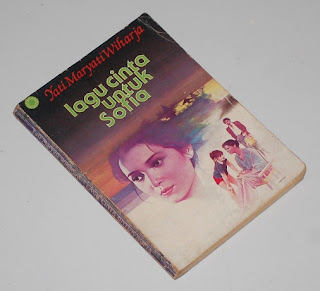 Yati Maryati Wiharja
lagu cinta
untuk
Sofia